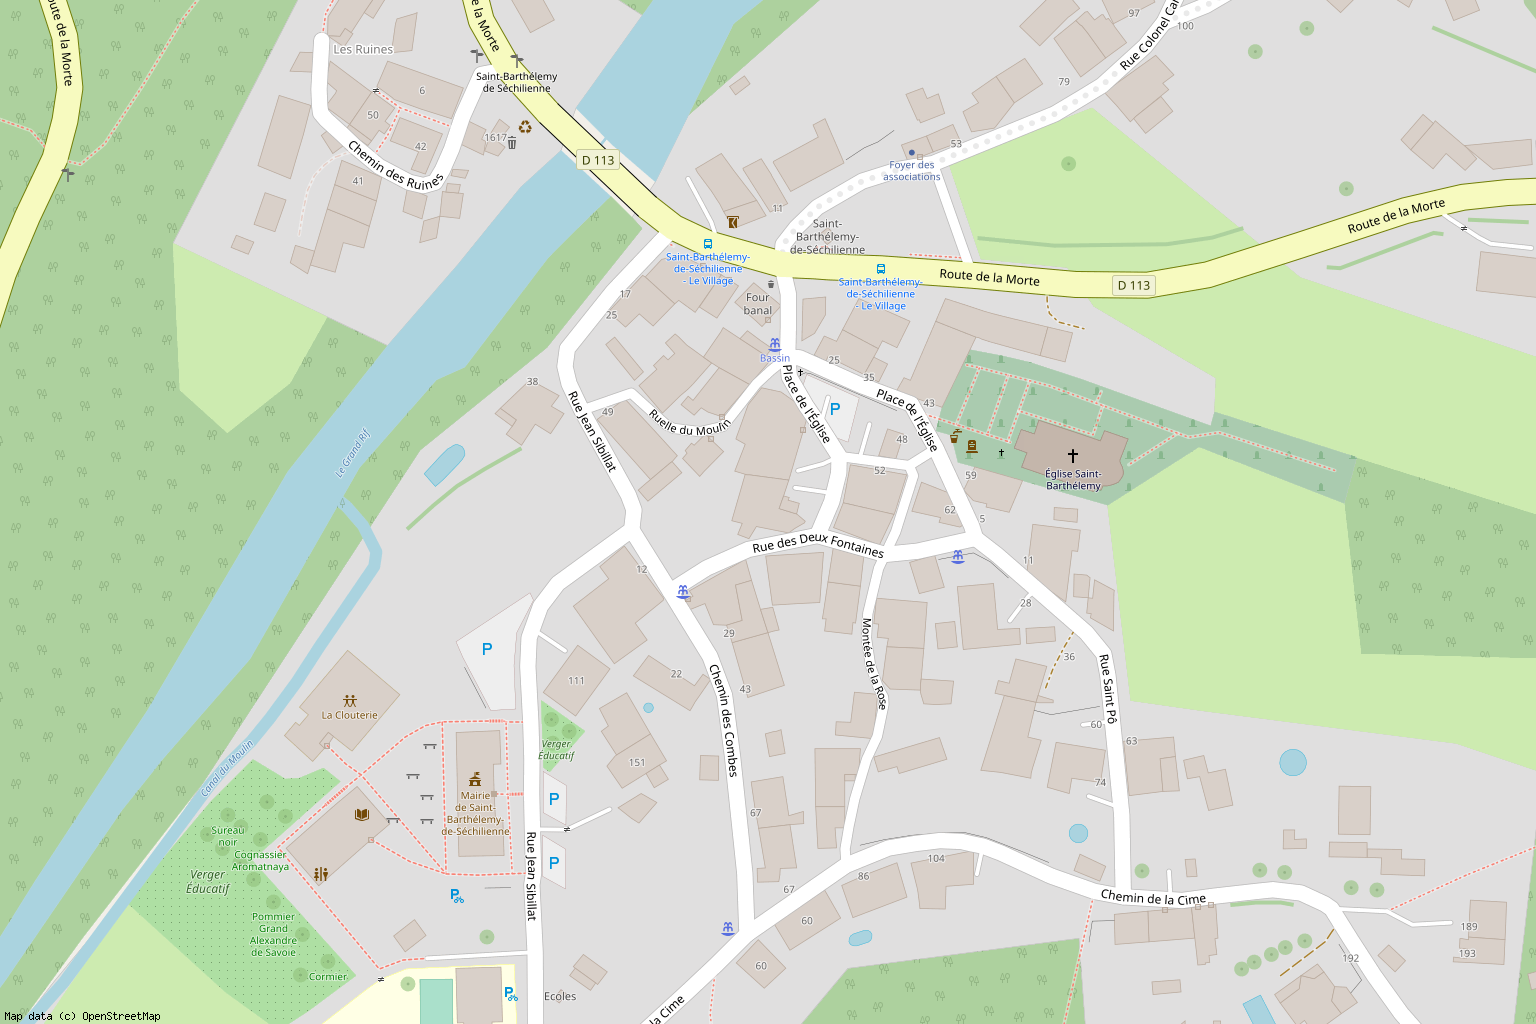 Route de la Morte
de la Morte
Les Ruines
Saint-Barthélemy
de Séchilienne
6
50
42
1617
41
Chemin des Ruines
D 113
97
100
79
53
Rue Colonel
Foyer des
associations
11
Saint-
Barthélemy-
de-Séchilienne
Saint-Barthélemy-
de-Séchilienne
- Le Village
Saint-Barthélemy-
de-Séchilienne
- Le Village
Route de la Morte
D 113
Route de la Morte
17
25
Four
banal
Bassin
25
35
43
38
49
Rue Jean Sibillat
Ruelle du Moulin
Place de l'Église
P
Place de l'Église
48
52
59
62
5
Église Saint-
Barthélemy
Le Grand Rif
Rue des Deux Fontaines
12
11
28
36
29
22
43
111
P
Montée de la Rose
Rue Saint Pô
60
63
74
La Clouterie
Chemin des Combes
Verger
Éducatif
151
Canal du Moulin
Mairie
de Saint-
Barthélemy-
de-Séchilienne
P
P
67
Sureau
noir
Cognassier
Aromatnaya
Verger
Éducatif
Pommier
Grand
Alexandre
de Savoie
Cormier
P
Rue Jean Sibillat
67
86
104
60
60
Chemin de la Cime
189
193
192
P
Ecoles
la Cime
Map data (c) OpenStreetMap